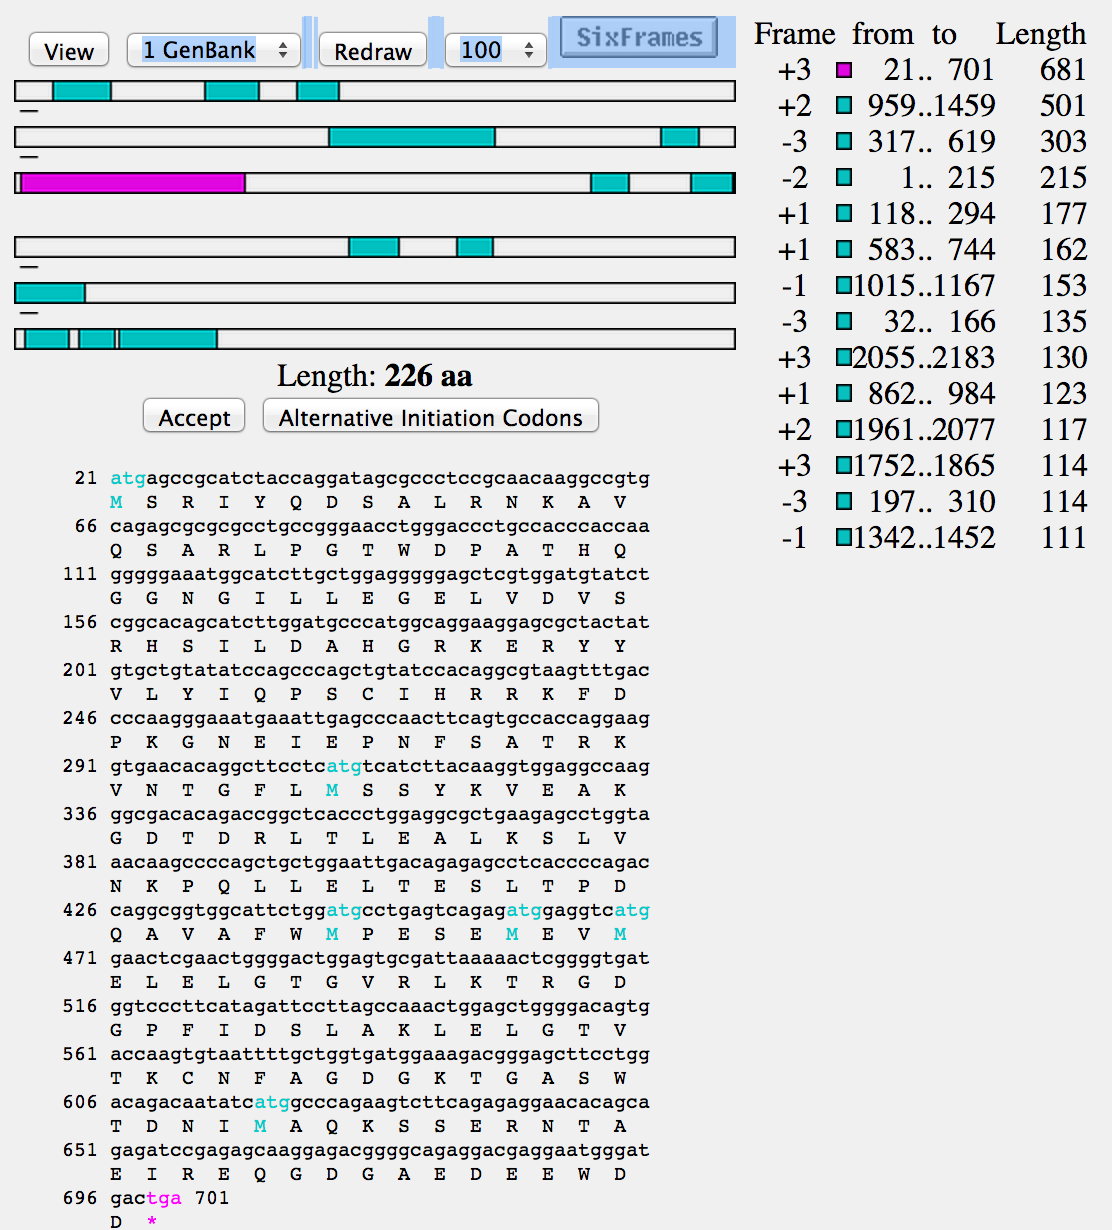 View 1 GenBank Redraw 100 SixFrames
Frame from to Length
+3 21.. 701 681
+2 959..1459 501
-3 317.. 619 303
-2 1.. 215 215
+1 118.. 294 177
+1 583.. 744 162
-1 1015..1167 153
-3 32.. 166 135
+3 2055..2183 130
+1 862.. 984 123
+2 1961..2077 117
+3 1752..1865 114
-3 197.. 310 114
-1 1342..1452 111
Length: 226 aa
Accept Alternative Initiation Codons
21 atgagccgcatctaccaggatagcgccctccgcaacaaggccgtg
M S R I Y Q D S A L R N K A V
66 cagagcgcgcgcctgccgggaacctgggaccctgccacccaccaa
Q S A R L P G T W D P A T H Q
111 gggggaaatggcatcttgctggagggggagctcgtggatgtatct
G G N G I L L E G E L V D V S
156 cggcacagcatcttggatgcccatggcaggaaggagcgctactat
R H S I L D A H G R K E R Y Y
201 gtgctgtatatccagcccagctgtatccacaggcgtaagtttgac
V L Y I Q P S C I H R R K F D
246 cccaagggaaatgaaattgagcccaacttcagtgccaccaggaag
P K G N E I E P N F S A T R K
291 gtgaacacaggcttcctcatgtcatcttacaaggtggaggccaag
V N T G F L M S S Y K V E A K
336 ggcgacacagaccggctcaccctggaggcgctgaagagcctggta
G D T D R L T L E A L K S L V
381 aacaagccccagctgctggaattgacagagagcctcaccccagac
N K P Q L L E L T E S L T P D
426 caggcggtggcattctggatgcctgagtcagagatggaggtcatg
Q A V A F W M P E S E M E V M
471 gaactcgaactggggactggagtgcgattaaaaactcggggtgat
E L E L G T G V R L K T R G D
516 ggtcccttcatagattccttagccaaactggagctggggacagtg
G P F I D S L A K L E L G T V
561 accaagtgtaattttgctggtgatggaaagacgggagcttcctgg
T K C N F A G D G K T G A S W
606 acagacaatatcatggcccagaagtcttcagagaggaacacagca
T D N I M A Q K S S E R N T A
651 gagatccgagagcaaggagacggggcagaggacgaggaatgggat
E I R E Q G D G A E D E E W D
696 gactga 701
D *